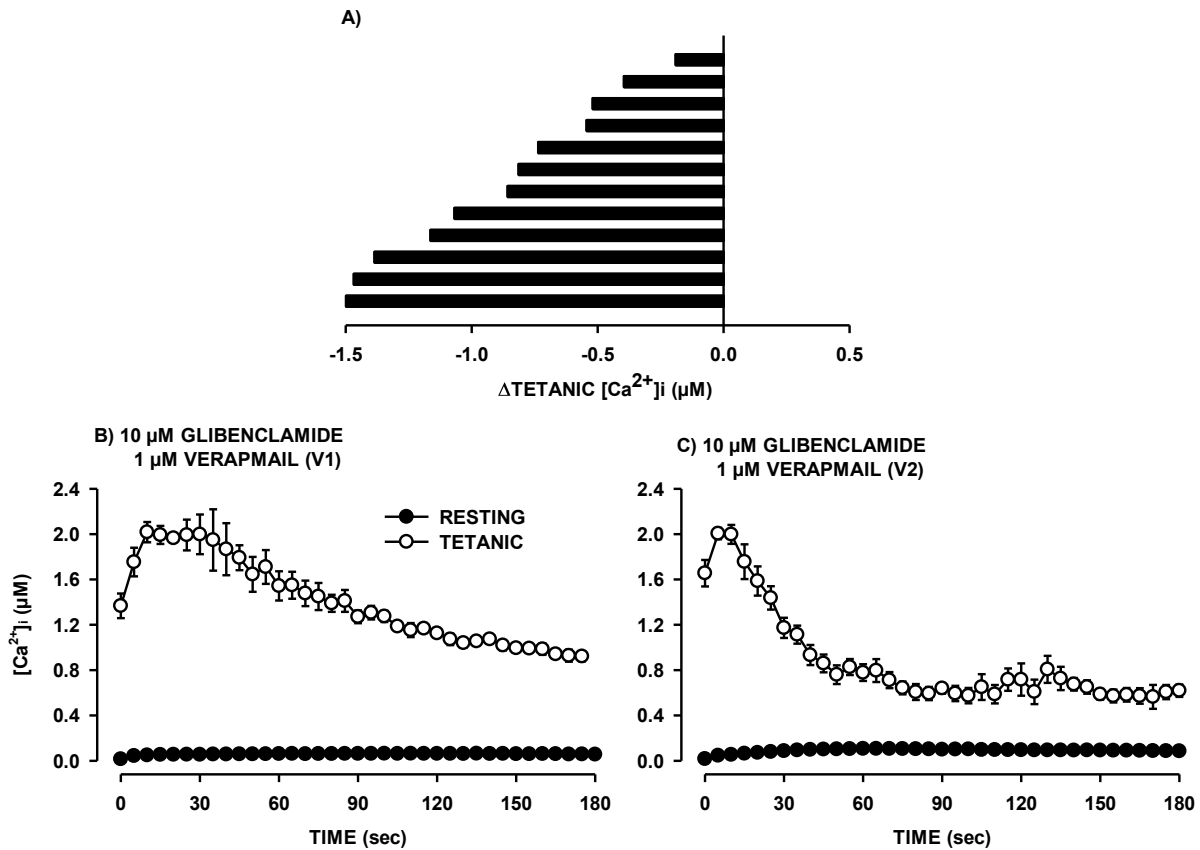 A)
-1.5 -1.0 -0.5 0.0 0.5
ΔTETANIC [Ca2+]i (µM)
B) 10 µM GLIBENCLAMIDE
1 µM VERAPMAIL (V1)
C) 10 µM GLIBENCLAMIDE
1 µM VERAPMAIL (V2)
2.4
2.0
1.6
1.2
0.8
0.4
0.0
[Ca2+]i (µM)
RESTING
TETANIC
0 30 60 90 120 150 180
TIME (sec)
2.4
2.0
1.6
1.2
0.8
0.4
0.0
0 30 60 90 120 150 180
TIME (sec)